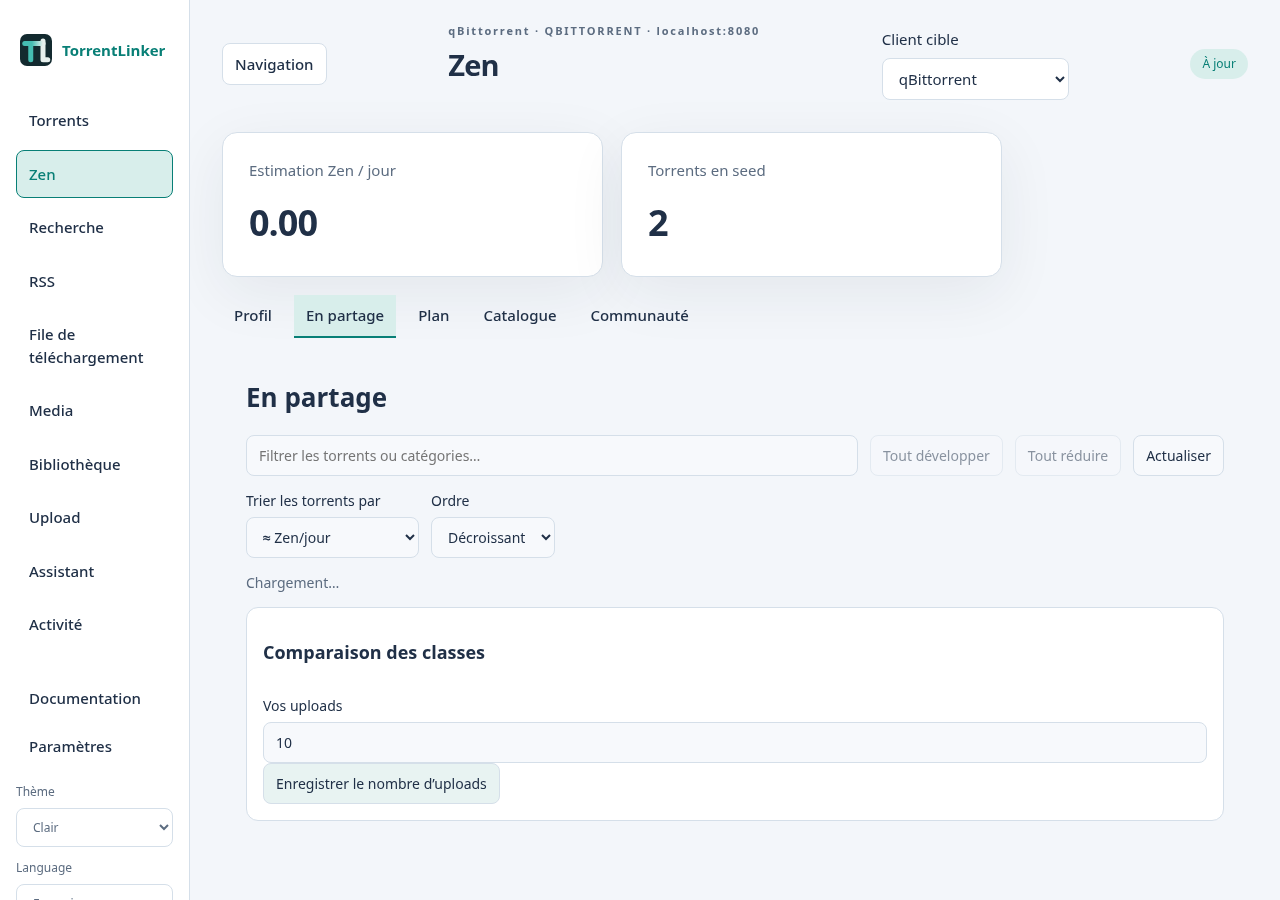 TorrentLinker
Torrents
Zen
Recherche
RSS
File de
téléchargement
Media
Bibliothèque
Upload
Assistant
Activité
Documentation
Paramètres
Thème
Clair
Language
Navigation
qBittorrent · QBITTORRENT · localhost:8080
Zen
Client cible
qBittorrent
À jour
Estimation Zen / jour
0.00
Torrents en seed
2
Profil
En partage
Plan
Catalogue
Communauté
En partage
Filtrer les torrents ou catégories…
Tout développer
Tout réduire
Actualiser
Trier les torrents par
Ordre
≈ Zen/jour
Décroissant
Chargement…
Comparaison des classes
Vos uploads
10
Enregistrer le nombre d’uploads